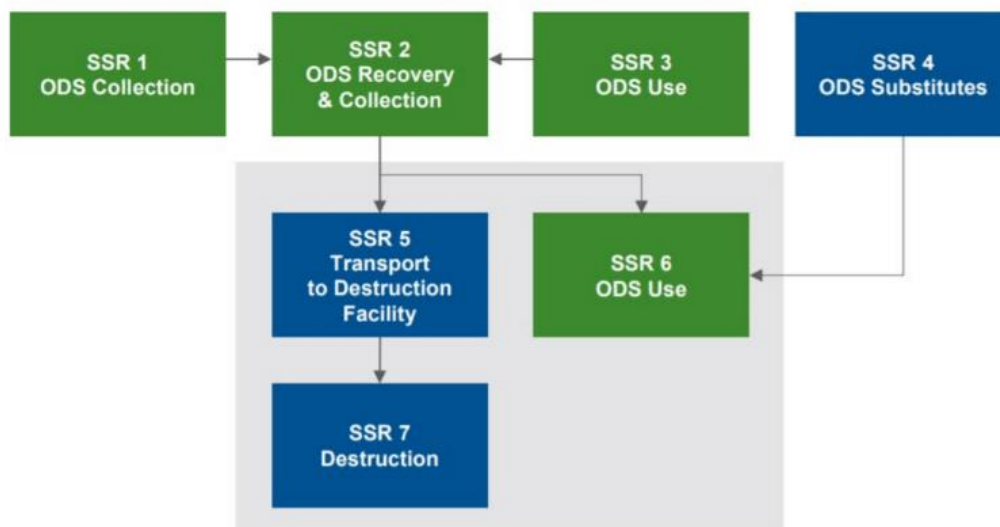 SSR 1
ODS Collection
SSR 2
ODS Recovery
& Collection
SSR 3
ODS Use
SSR 4
ODS Substitutes
SSR 5
Transport
to Destruction
Facility
SSR 6
ODS Use
SSR 7
Destruction